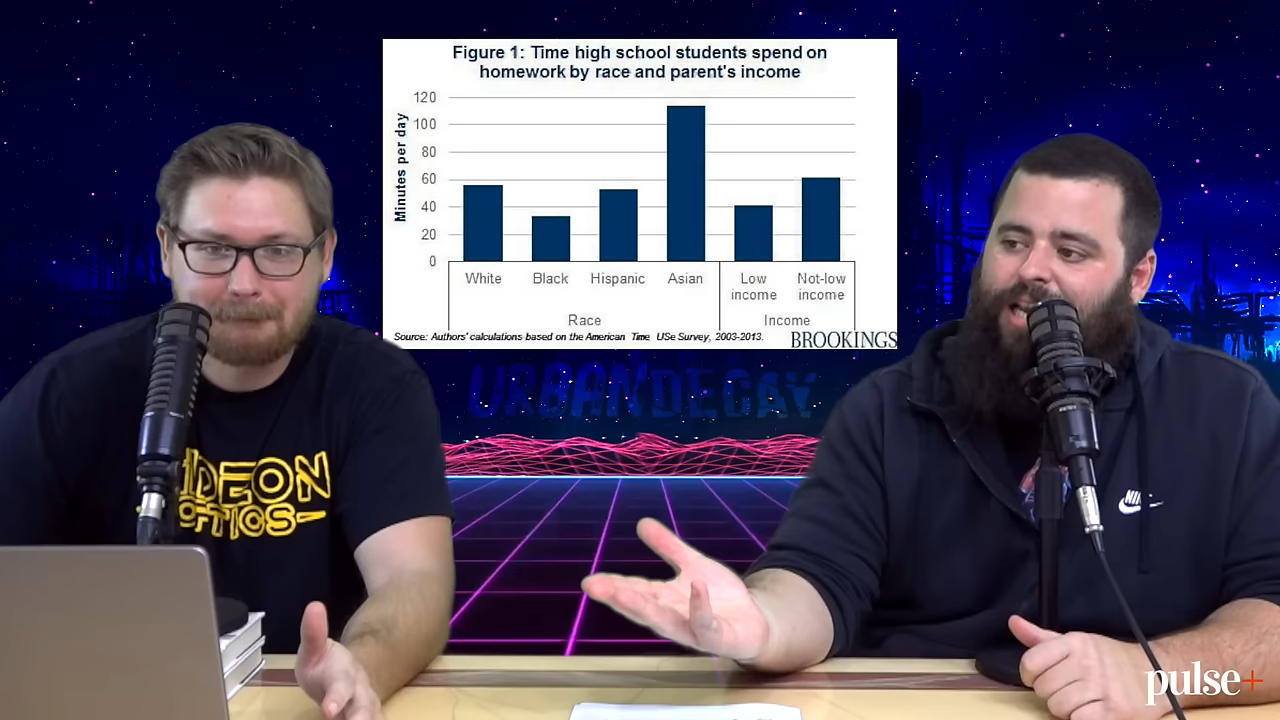 Figure 1: Time high school students spend on
homework by race and parent's income
Minutes per day
120
100
80
60
40
20
0
White Black Hispanic Asian Low income Not-low income
Race Income
Source: Authors' calculations based on the American Time USe Survey, 2003-2013.
BROOKINGS
URBAN DECAY
IDEON
OPTICS
pulse+